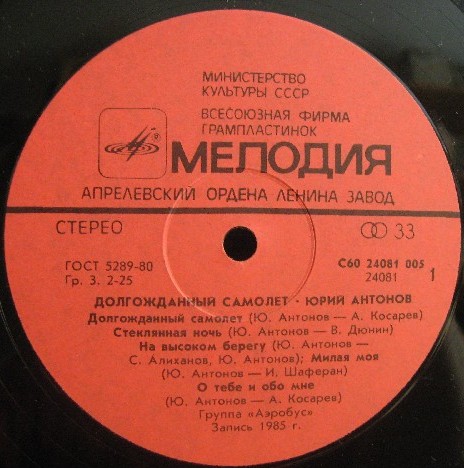 МИНИСТЕРСТВО
КУЛЬТУРЫ СССР
ВСЕСОЮЗНАЯ ФИРМА
ГРАМПЛАСТИНОК
МЕЛОДИЯ
АПРЕЛЕВСКИЙ ОРДЕНА ЛЕНИНА ЗАВОД
СТЕРЕО
33
ГОСТ 5289-80
Гр. 3. 2-25
С60 24081 005
24081
1
ДОЛГОЖДАННЫЙ САМОЛЕТ · ЮРИЙ АНТОНОВ
Долгожданный самолет (Ю. Антонов — А. Косарев)
Стеклянная ночь (Ю. Антонов — В. Дюнин)
На высоком берегу (Ю. Антонов —
С. Алиханов, Ю. Антонов); Милая моя
(Ю. Антонов — И. Шаферан)
О тебе и обо мне
(Ю. Антонов — А. Косарев)
Группа «Аэробус»
Запись 1985 г.